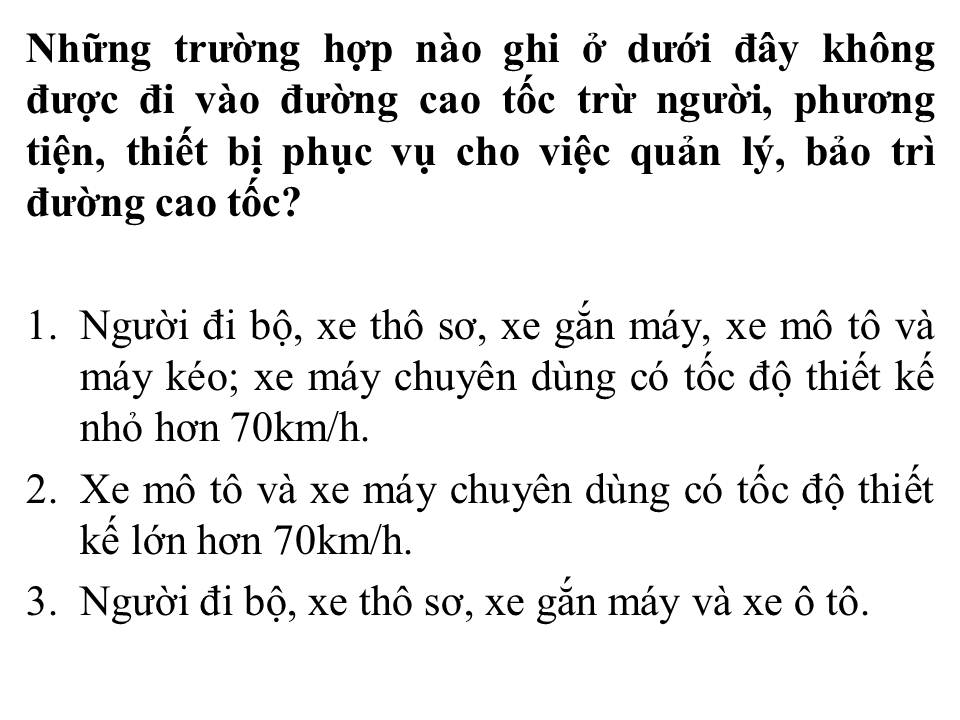 Những trường hợp nào ghi ở dưới đây không
được đi vào đường cao tốc trừ người, phương
tiện, thiết bị phục vụ cho việc quản lý, bảo trì
đường cao tốc?
1. Người đi bộ, xe thô sơ, xe gắn máy, xe mô tô và
máy kéo; xe máy chuyên dùng có tốc độ thiết kế
nhỏ hơn 70km/h.
2. Xe mô tô và xe máy chuyên dùng có tốc độ thiết
kế lớn hơn 70km/h.
3. Người đi bộ, xe thô sơ, xe gắn máy và xe ô tô.